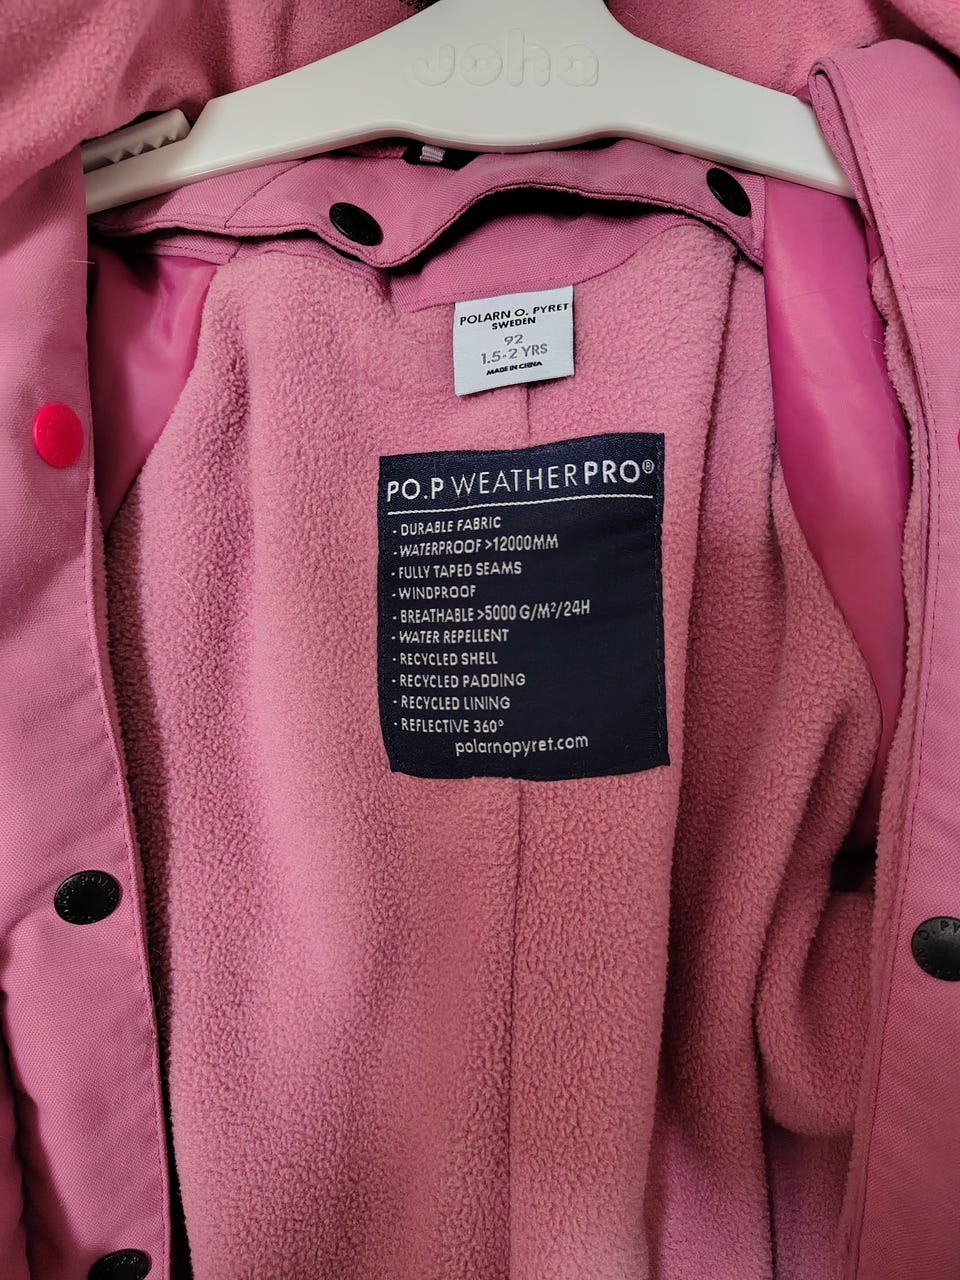 Joha
POLARN O. PYRET
SWEDEN
92
1.5-2 YRS
MADE IN CHINA
PO.P WEATHERPRO®
- DURABLE FABRIC
- WATERPROOF >12000MM
- FULLY TAPED SEAMS
- WINDPROOF
- BREATHABLE >5000 G/M²/24H
- WATER REPELLENT
- RECYCLED SHELL
- RECYCLED PADDING
- RECYCLED LINING
- REFLECTIVE 360°
polarnopyret.com